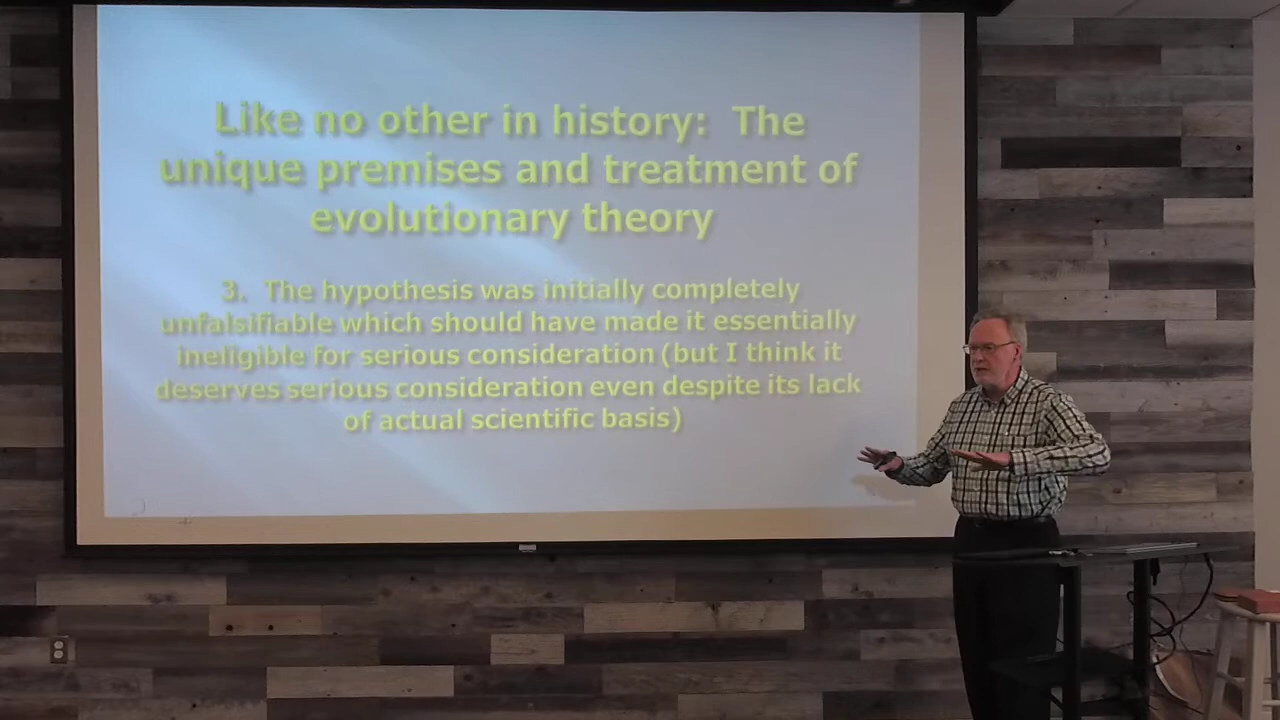 Like no other in history:  The
unique premises and treatment of
evolutionary theory
3.  The hypothesis was initially completely
unfalsifiable which should have made it essentially
ineligible for serious consideration (but I think it
deserves serious consideration even despite its lack
of actual scientific basis)